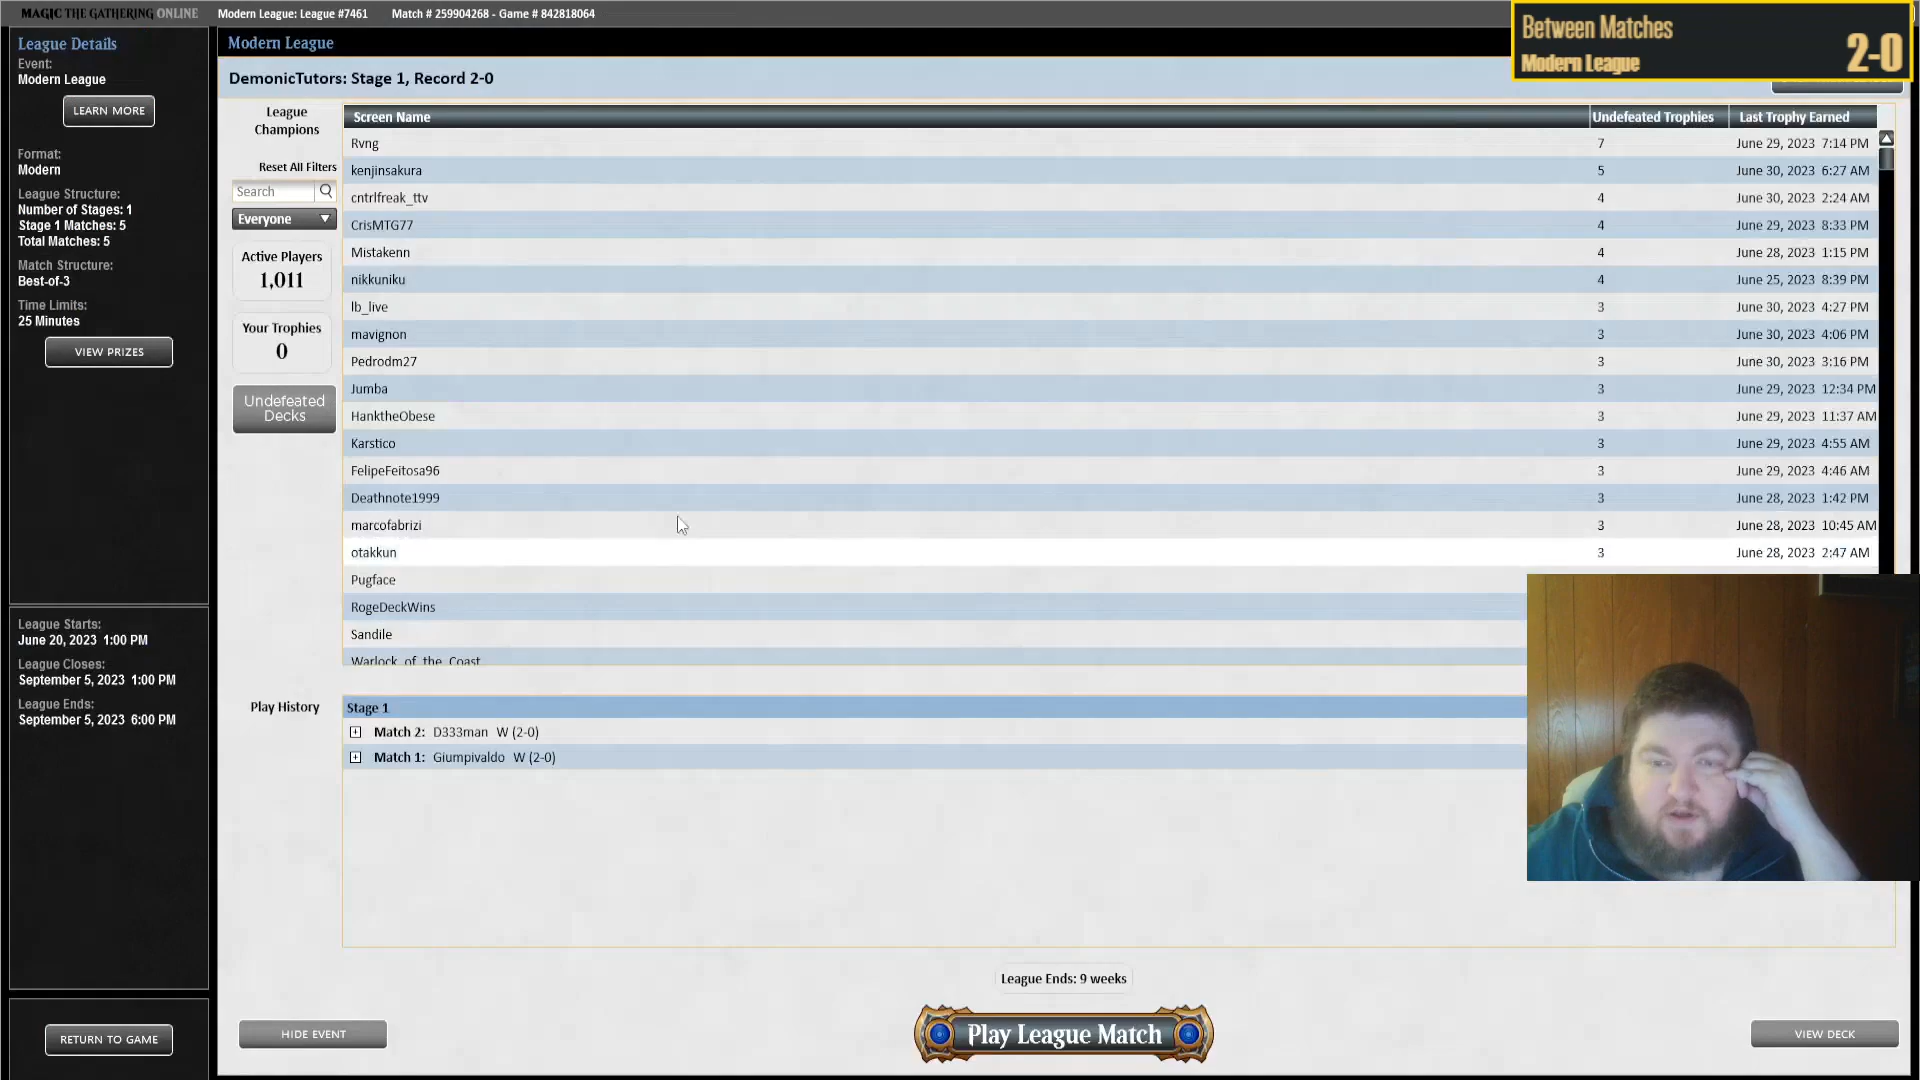 MAGIC THE GATHERING ONLINE
Modern League: League #7461
Match # 259904268 - Game # 842818064
Between Matches
Modern League
2-0
League Details
Event:
Modern League
LEARN MORE
Format:
Modern
League Structure:
Number of Stages: 1
Stage 1 Matches: 5
Total Matches: 5
Match Structure:
Best-of-3
Time Limits:
25 Minutes
VIEW PRIZES
League Starts:
June 20, 2023 1:00 PM
League Closes:
September 5, 2023 1:00 PM
League Ends:
September 5, 2023 6:00 PM
RETURN TO GAME
Modern League
DemonicTutors: Stage 1, Record 2-0
League
Champions
Reset All Filters
Search
Everyone
Active Players
1,011
Your Trophies
0
Undefeated
Decks
Screen Name Undefeated Trophies Last Trophy Earned
Rvng 7 June 29, 2023 7:14 PM
kenjinsakura 5 June 30, 2023 6:27 AM
cntrlfreak_ttv 4 June 30, 2023 2:24 AM
CrisMTG77 4 June 29, 2023 8:33 PM
Mistakenn 4 June 28, 2023 1:15 PM
nikkuniku 4 June 25, 2023 8:39 PM
lb_live 3 June 30, 2023 4:27 PM
mavignon 3 June 30, 2023 4:06 PM
Pedrodm27 3 June 30, 2023 3:16 PM
Jumba 3 June 29, 2023 12:34 PM
HanktheObese 3 June 29, 2023 11:37 AM
Karstico 3 June 29, 2023 4:55 AM
FelipeFeitosa96 3 June 29, 2023 4:46 AM
Deathnote1999 3 June 28, 2023 1:42 PM
marcofabrizi 3 June 28, 2023 10:45 AM
otakkun 3 June 28, 2023 2:47 AM
Pugface
RogeDeckWins
Sandile
Warlock_of_the_Coast
Play History
Stage 1
Match 2: D333man W (2-0)
Match 1: Giumpivaldo W (2-0)
League Ends: 9 weeks
HIDE EVENT
Play League Match
VIEW DECK